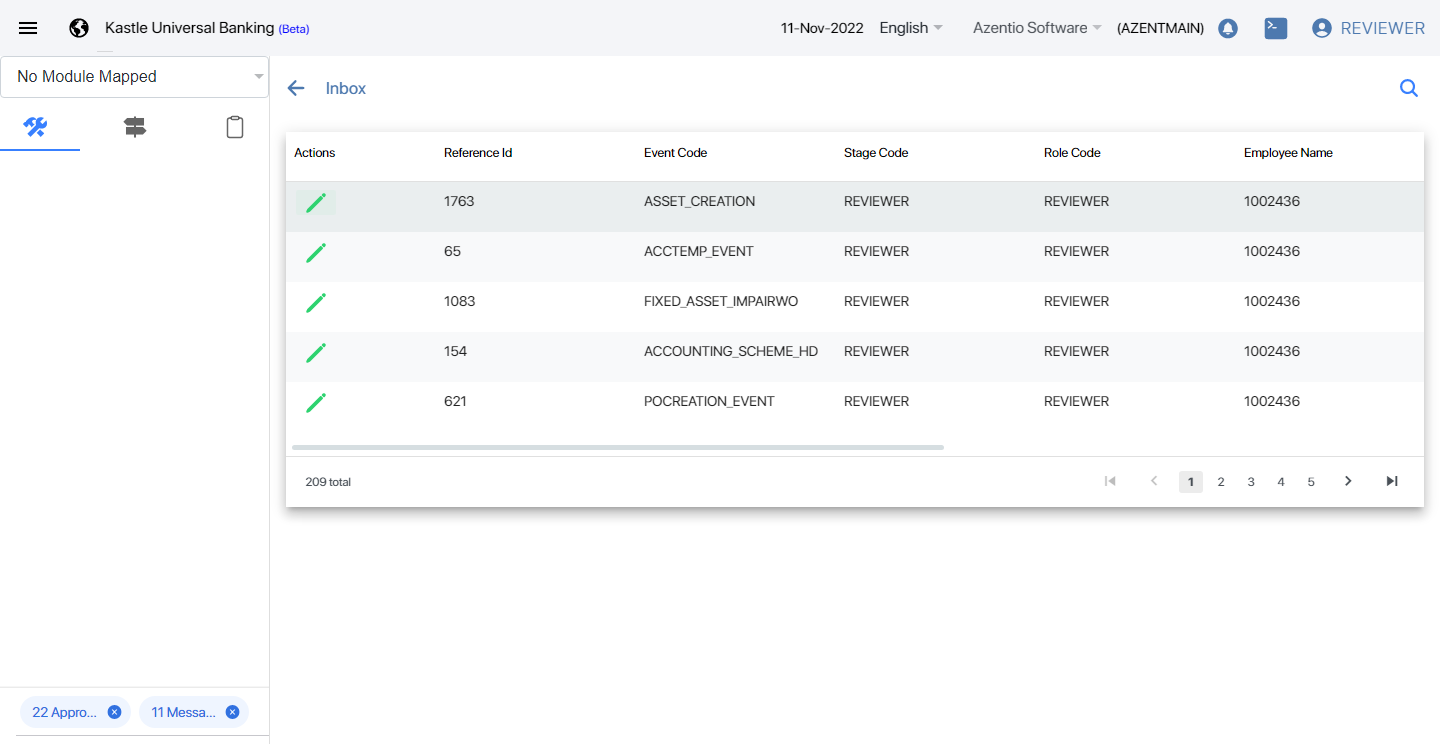 Kastle Universal Banking (Beta) 11-Nov-2022 English Azentio Software (AZENTMAIN) REVIEWER
No Module Mapped
Inbox
Actions Reference Id Event Code Stage Code Role Code Employee Name
1763 ASSET_CREATION REVIEWER REVIEWER 1002436
65 ACCTEMP_EVENT REVIEWER REVIEWER 1002436
1083 FIXED_ASSET_IMPAIRWO REVIEWER REVIEWER 1002436
154 ACCOUNTING_SCHEME_HD REVIEWER REVIEWER 1002436
621 POCREATION_EVENT REVIEWER REVIEWER 1002436
209 total 1 2 3 4 5
22 Appro... 11 Messa...